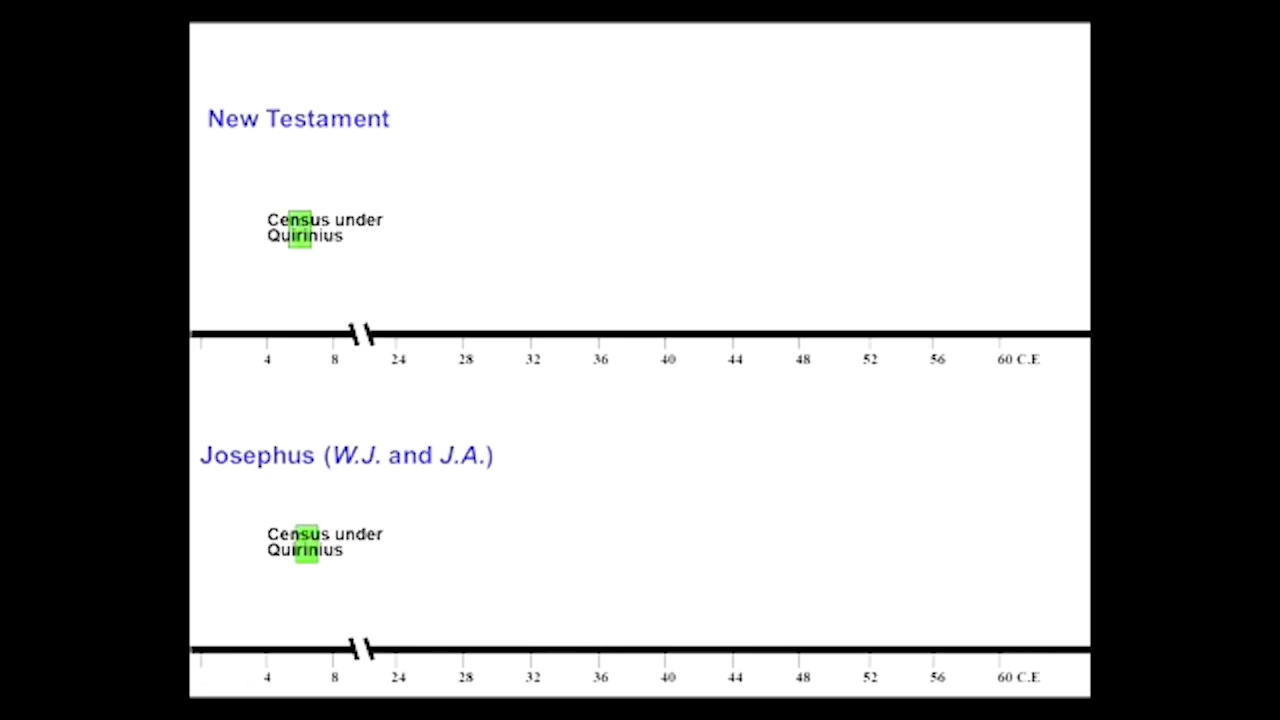 New Testament
Census under
Quirinius
4 8 24 28 32 36 40 44 48 52 56 60 C.E
Josephus (W.J. and J.A.)
Census under
Quirinius
4 8 24 28 32 36 40 44 48 52 56 60 C.E